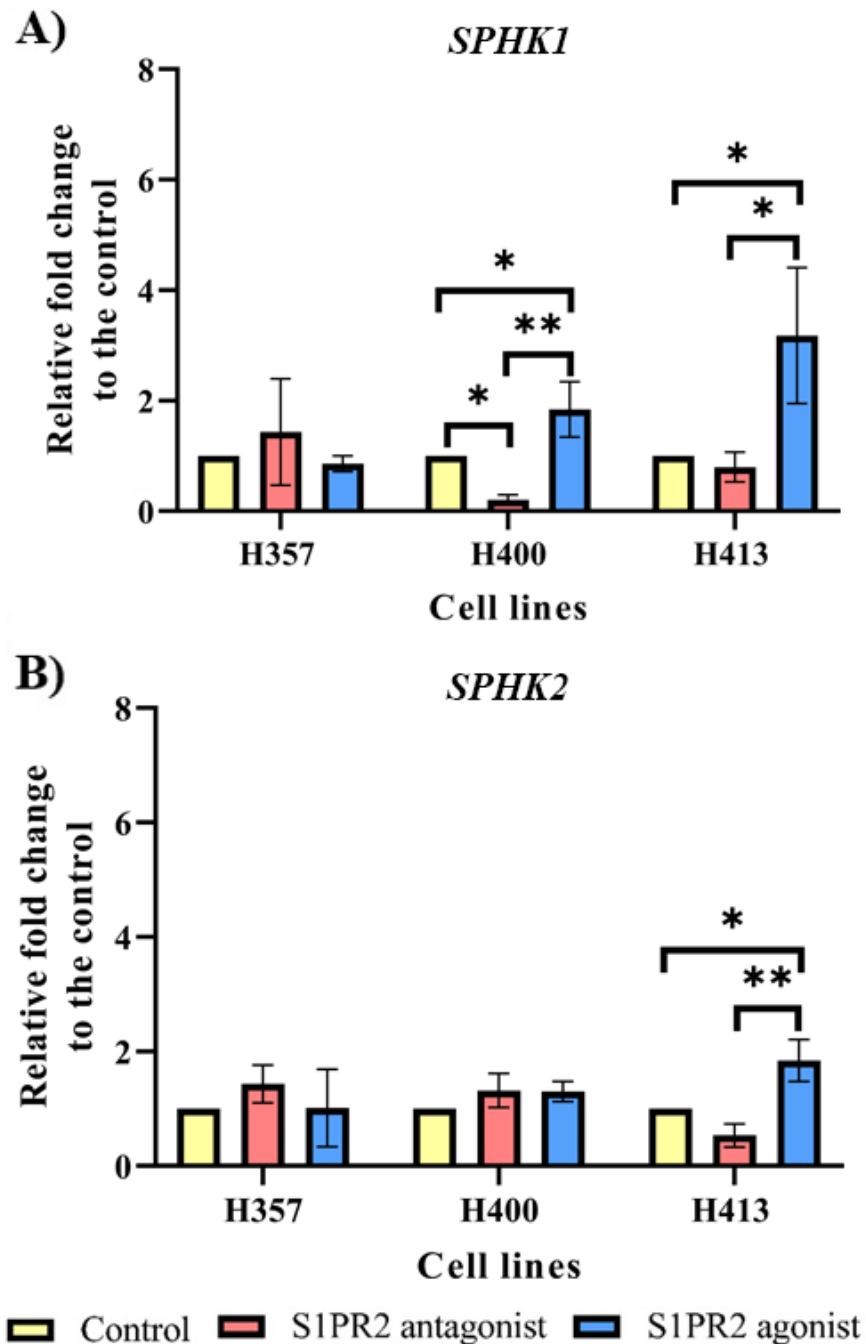 A)
SPHK1
Relative fold change
to the control
8
6
4
2
0
*
*
*
**
*
H357
H400
H413
Cell lines
B)
SPHK2
Relative fold change
to the control
8
6
4
2
0
*
**
H357
H400
H413
Cell lines
Control
S1PR2 antagonist
S1PR2 agonist